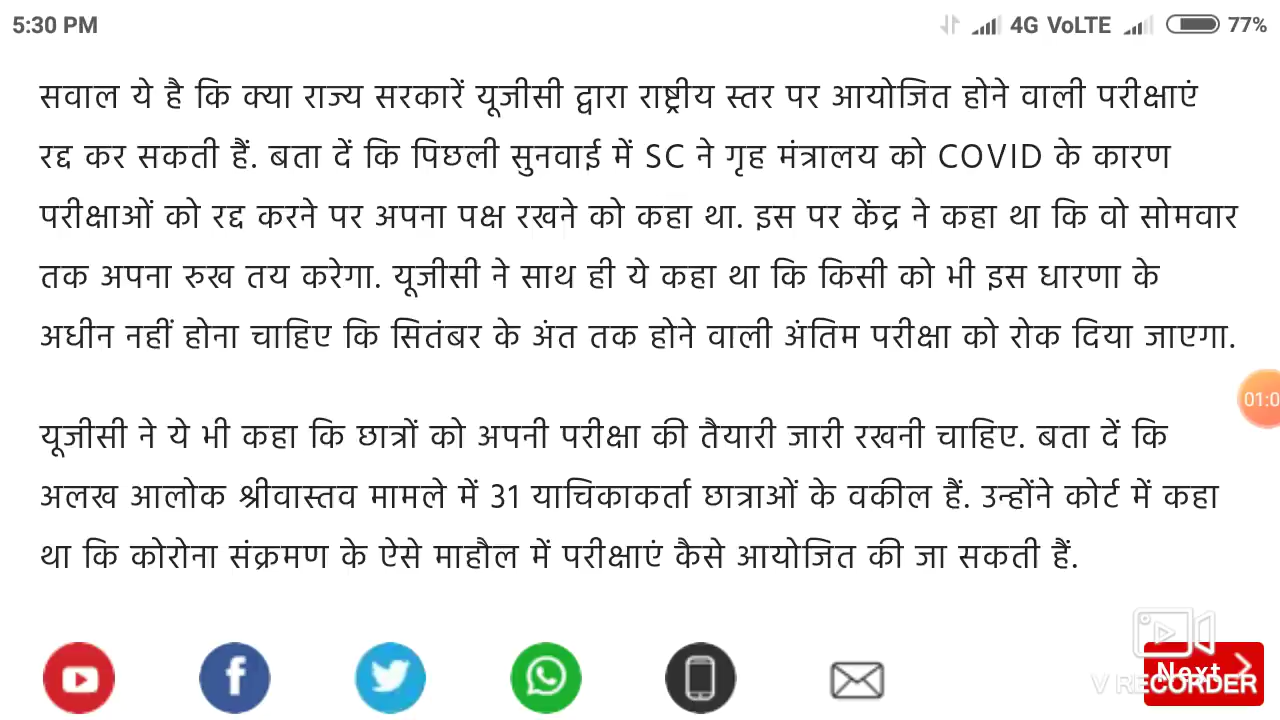 5:30 PM 4G VoLTE 77%
सवाल ये है कि क्या राज्य सरकारें यूजीसी द्वारा राष्ट्रीय स्तर पर आयोजित होने वाली परीक्षाएं
रद्द कर सकती हैं. बता दें कि पिछली सुनवाई में SC ने गृह मंत्रालय को COVID के कारण
परीक्षाओं को रद्द करने पर अपना पक्ष रखने को कहा था. इस पर केंद्र ने कहा था कि वो सोमवार
तक अपना रुख तय करेगा. यूजीसी ने साथ ही ये कहा था कि किसी को भी इस धारणा के
अधीन नहीं होना चाहिए कि सितंबर के अंत तक होने वाली अंतिम परीक्षा को रोक दिया जाएगा.
01:0
यूजीसी ने ये भी कहा कि छात्रों को अपनी परीक्षा की तैयारी जारी रखनी चाहिए. बता दें कि
अलख आलोक श्रीवास्तव मामले में 31 याचिकाकर्ता छात्राओं के वकील हैं. उन्होंने कोर्ट में कहा
था कि कोरोना संक्रमण के ऐसे माहौल में परीक्षाएं कैसे आयोजित की जा सकती हैं.
Next
V RECORDER